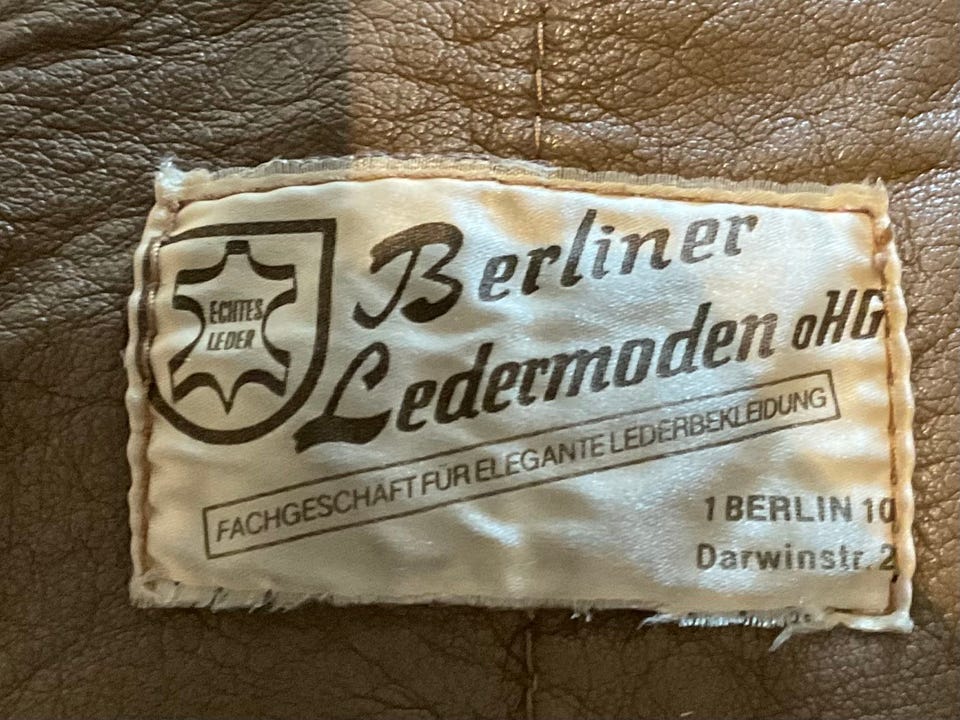 ECHTES
LEDER
Berliner
Ledermoden oHG
FACHGESCHÄFT FÜR ELEGANTE LEDERBEKLEIDUNG
1 BERLIN 10
Darwinstr. 2